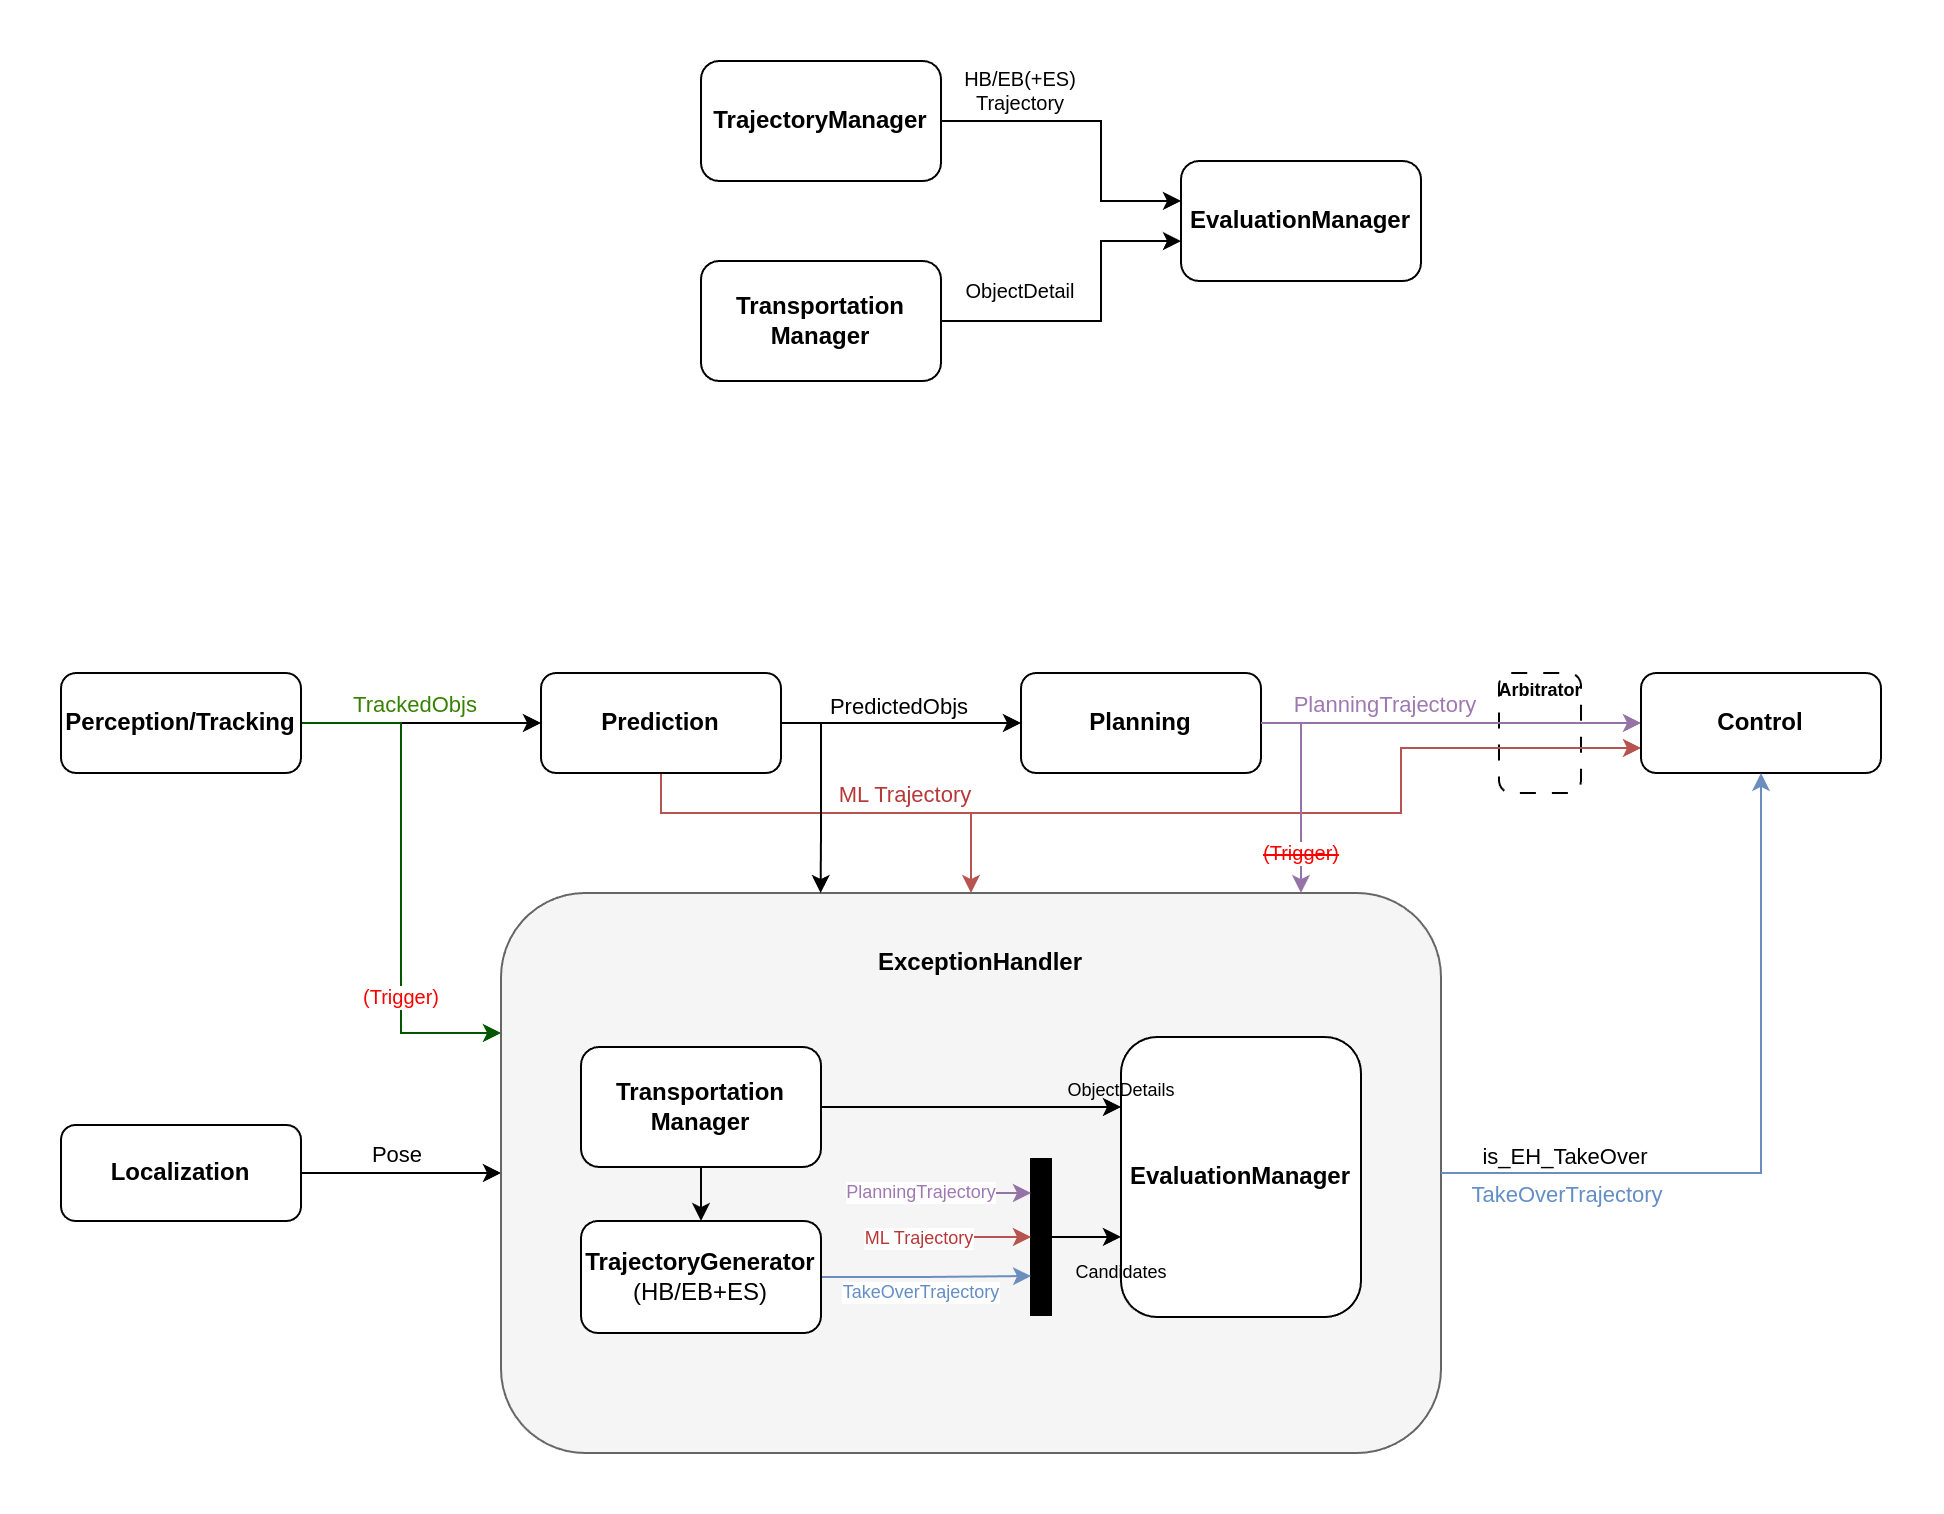 HB/EB(+ES)
Trajectory
TrajectoryManager
EvaluationManager
ObjectDetail
Transportation
Manager
TrackedObjs
PredictedObjs
PlanningTrajectory
Arbitrator
Perception/Tracking
Prediction
Planning
Control
ML Trajectory
(Trigger)
ExceptionHandler
(Trigger)
Transportation
Manager
ObjectDetails
Localization
Pose
EvaluationManager
is_EH_TakeOver
TakeOverTrajectory
PlanningTrajectory
ML Trajectory
TrajectoryGenerator
(HB/EB+ES)
TakeOverTrajectory
Candidates